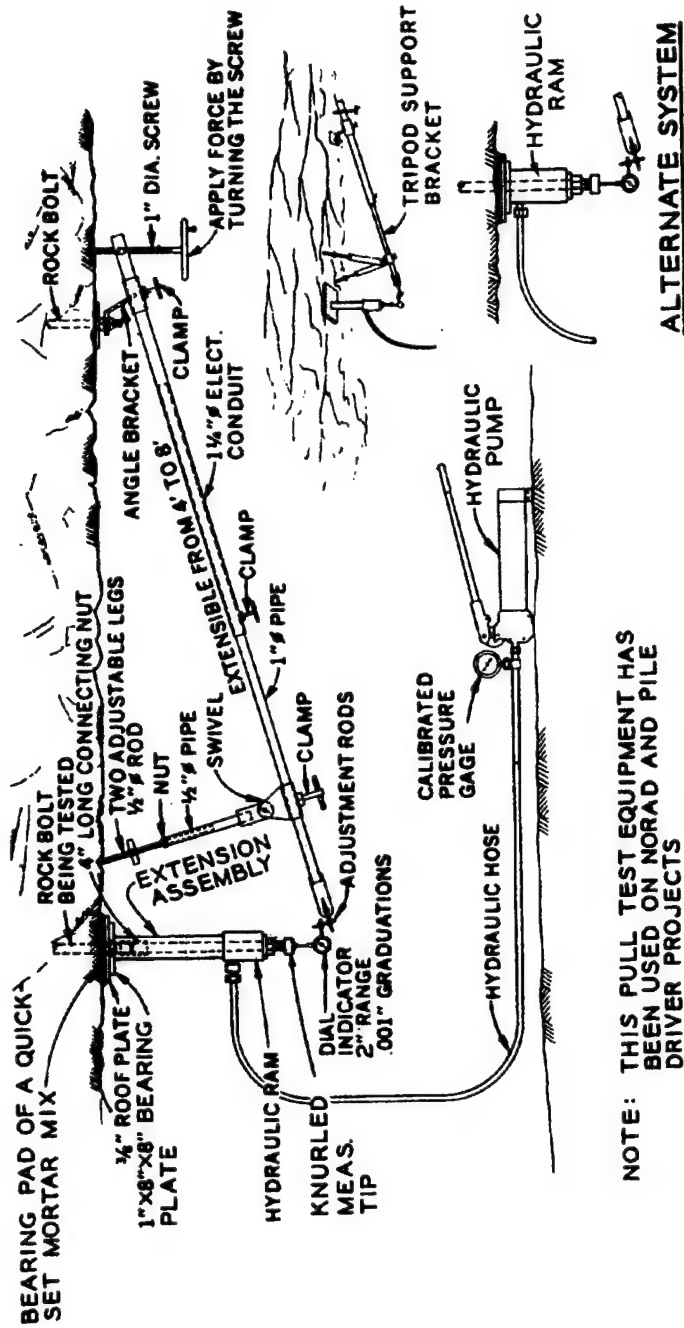 BEARING PAD OF A QUICK-
SET MORTAR MIX
⅜" ROOF PLATE
1"X8"X8" BEARING
PLATE
HYDRAULIC RAM
KNURLED
MEAS.
TIP
ROCK BOLT
BEING TESTED
4" LONG CONNECTING NUT
TWO ADJUSTABLE LEGS
½"ø ROD
NUT
½"ø PIPE
EXTENSION
ASSEMBLY
SWIVEL
CLAMP
ADJUSTMENT RODS
DIAL
INDICATOR
2" RANGE
.001" GRADUATIONS
EXTENSIBLE FROM 4' TO 8'
1"ø PIPE
CLAMP
1¼"ø ELECT.
CONDUIT
ANGLE BRACKET
CLAMP
ROCK BOLT
1" DIA. SCREW
APPLY FORCE BY
TURNING THE SCREW
TRIPOD SUPPORT
BRACKET
HYDRAULIC
RAM
ALTERNATE SYSTEM
CALIBRATED
PRESSURE
GAGE
HYDRAULIC
PUMP
HYDRAULIC HOSE
NOTE: THIS PULL TEST EQUIPMENT HAS
BEEN USED ON NORAD AND PILE
DRIVER PROJECTS